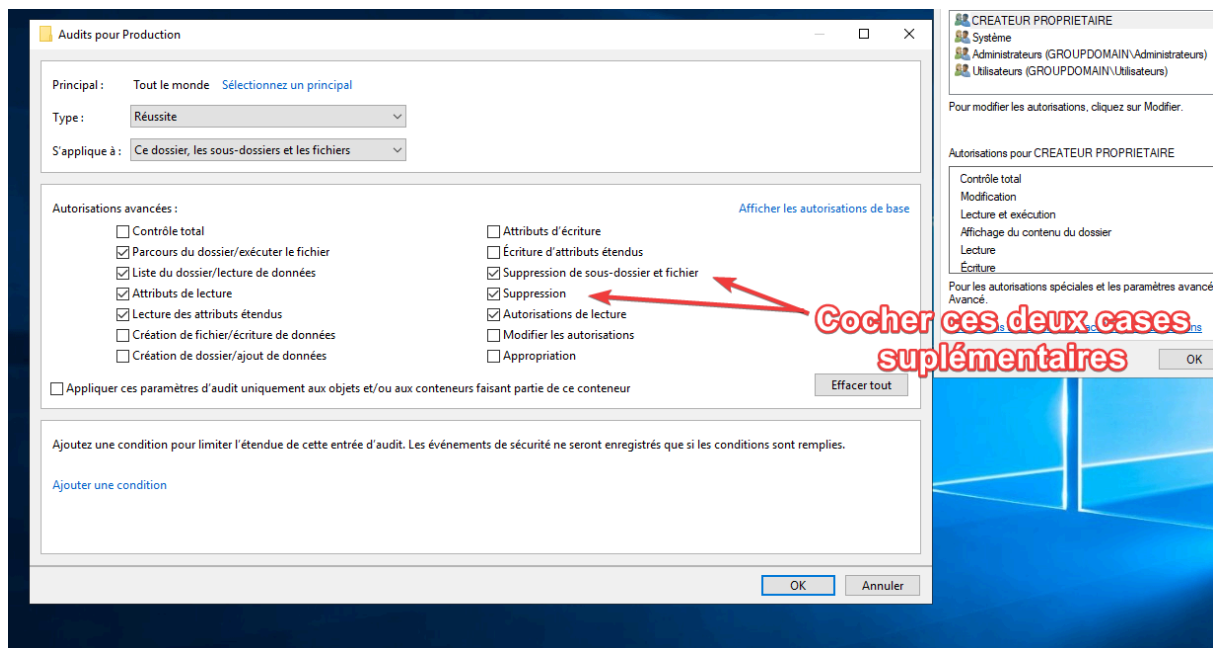 Audits pour Production
Principal : Tout le monde Sélectionnez un principal
Type : Réussite
S'applique à : Ce dossier, les sous-dossiers et les fichiers
Autorisations avancées : Afficher les autorisations de base
Contrôle total
Parcours du dossier/exécuter le fichier
Liste du dossier/lecture de données
Attributs de lecture
Lecture des attributs étendus
Création de fichier/écriture de données
Création de dossier/ajout de données
Attributs d'écriture
Écriture d'attributs étendus
Suppression de sous-dossier et fichier
Suppression
Autorisations de lecture
Modifier les autorisations
Appropriation
Appliquer ces paramètres d'audit uniquement aux objets et/ou aux conteneurs faisant partie de ce conteneur
Effacer tout
Ajoutez une condition pour limiter l'étendue de cette entrée d'audit. Les événements de sécurité ne seront enregistrés que si les conditions sont remplies.
Ajouter une condition
OK Annuler
CREATEUR PROPRIETAIRE
Système
Administrateurs (GROUPDOMAIN\Administrateurs)
Utilisateurs (GROUPDOMAIN\Utilisateurs)
Pour modifier les autorisations, cliquez sur Modifier.
Autorisations pour CREATEUR PROPRIETAIRE
Contrôle total
Modification
Lecture et exécution
Affichage du contenu du dossier
Lecture
Écriture
Pour les autorisations spéciales et les paramètres avancé
Avancé.
OK
Cocher ces deux cases
suplémentaires